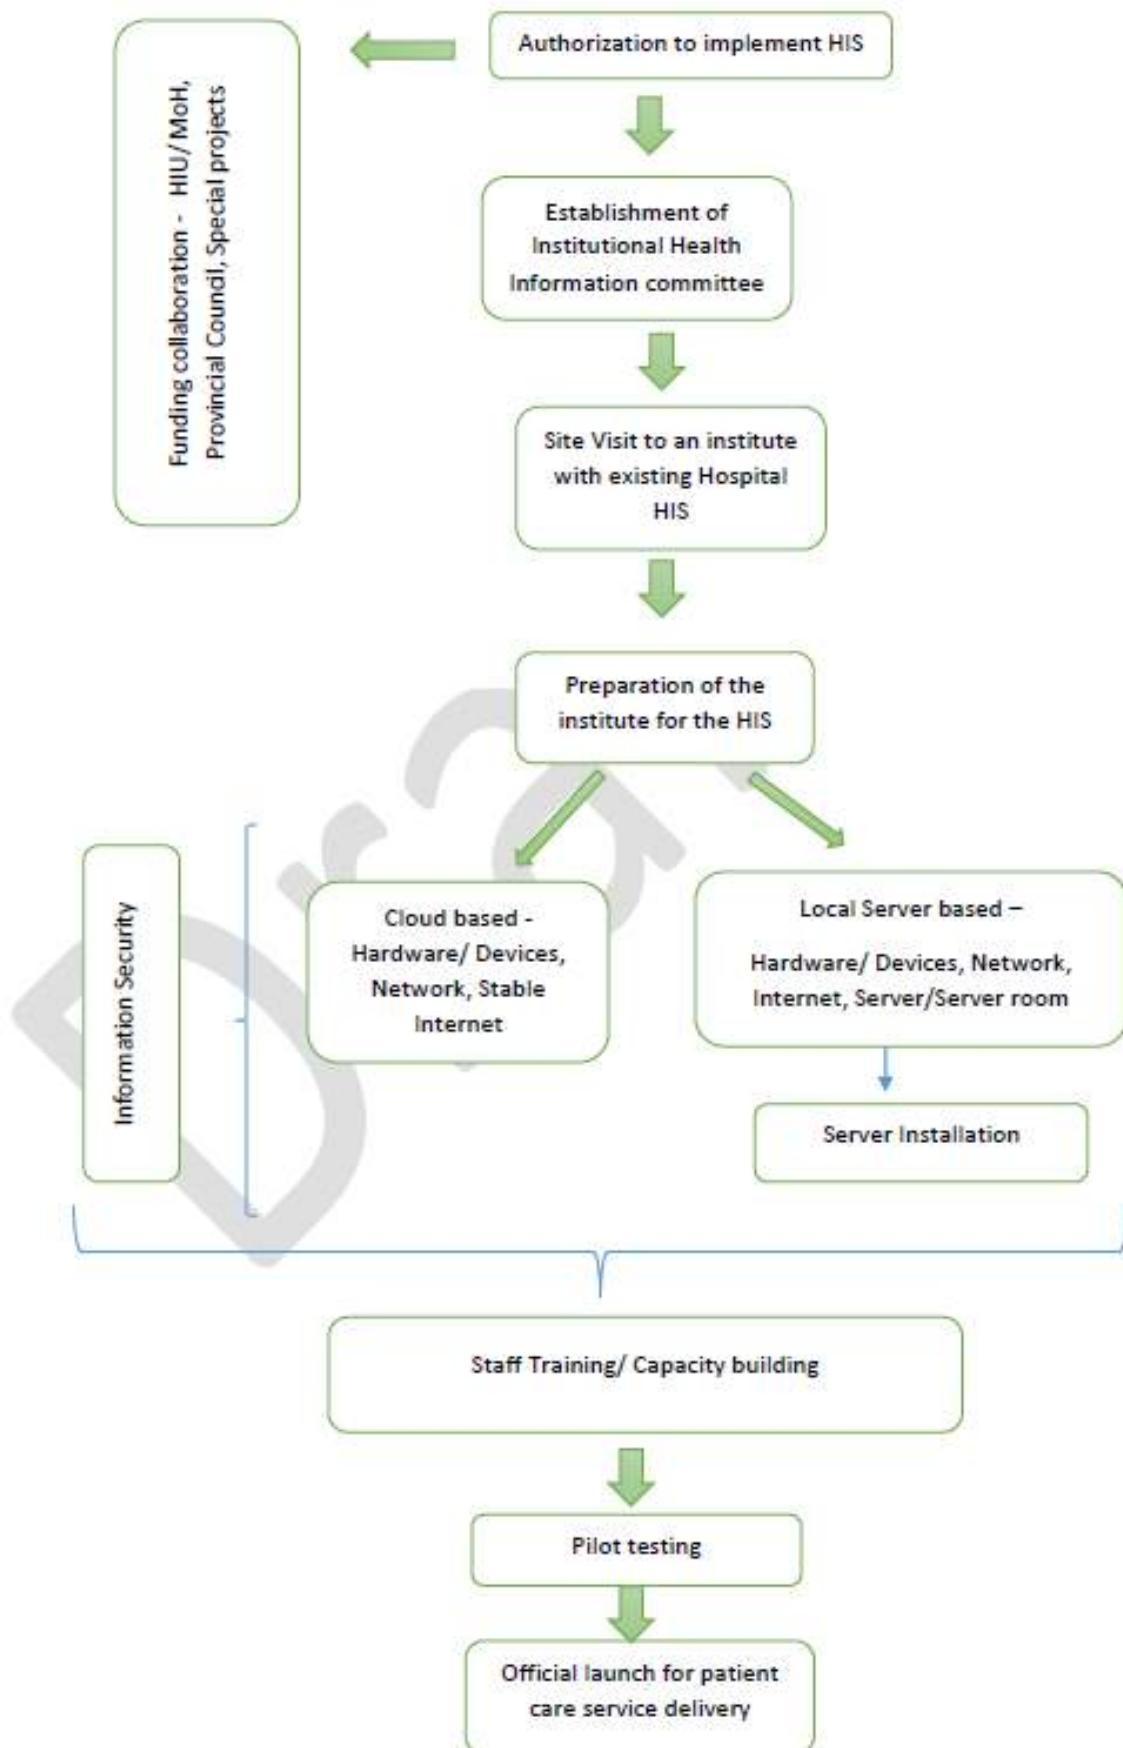 Authorization to implement HIS
Funding collaboration -  HIU/ MoH,
Provincial Council, Special projects
Establishment of
Institutional Health
Information committee
Site Visit to an institute
with existing Hospital
HIS
Preparation of the
institute for the HIS
Information Security
Cloud based -
Hardware/ Devices,
Network, Stable
Internet
Local Server based –
Hardware/ Devices, Network,
Internet, Server/Server room
Server Installation
Staff Training/ Capacity building
Pilot testing
Official launch for patient
care service delivery
Draft